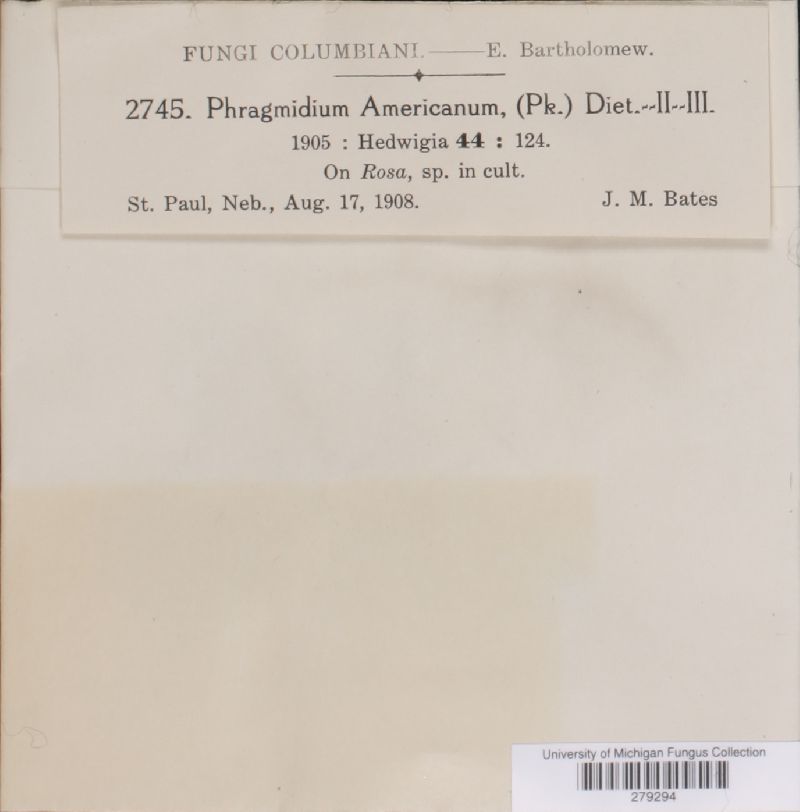 FUNGI COLUMBIANI.——E. Bartholomew.
2745. Phragmidium Americanum, (Pk.) Diet.--II--III.
1905 : Hedwigia 44 : 124.
On Rosa, sp. in cult.
St. Paul, Neb., Aug. 17, 1908. J. M. Bates
University of Michigan Fungus Collection
279294